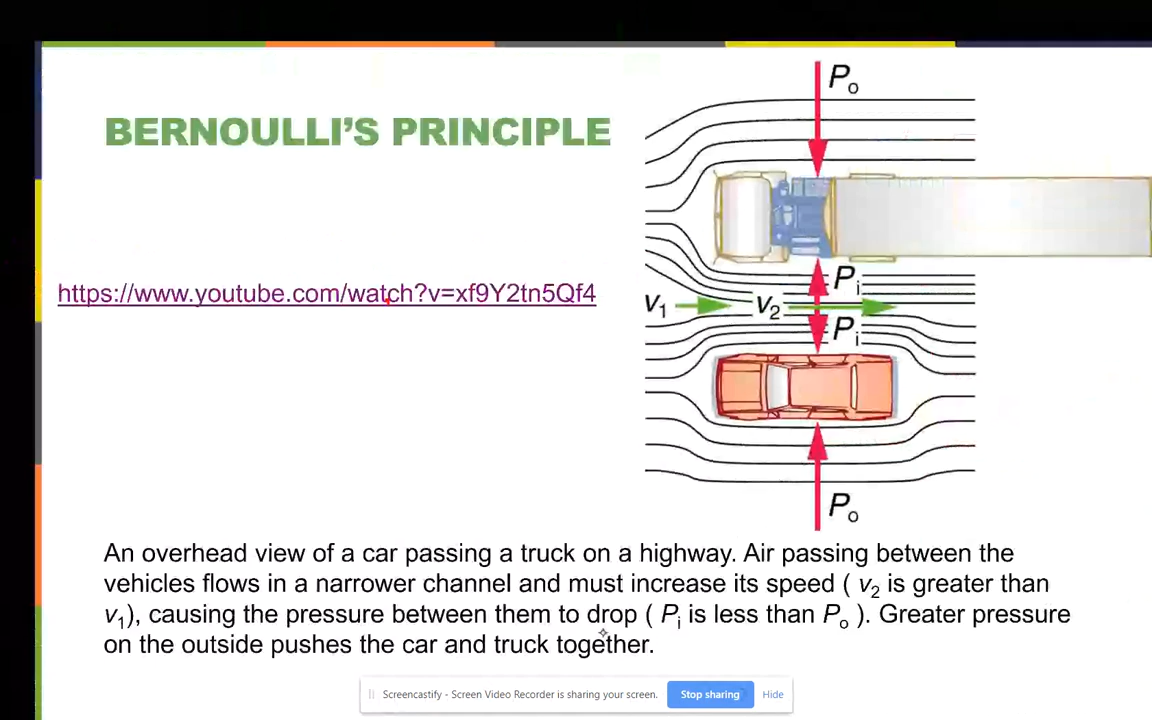 BERNOULLI'S PRINCIPLE
https://www.youtube.com/watch?v=xf9Y2tn5Qf4
Po
Pi
v1 v2
Pi
Po
An overhead view of a car passing a truck on a highway. Air passing between the
vehicles flows in a narrower channel and must increase its speed ( v2 is greater than
v1), causing the pressure between them to drop ( Pi is less than Po ). Greater pressure
on the outside pushes the car and truck together.
Screencastify - Screen Video Recorder is sharing your screen. Stop sharing Hide